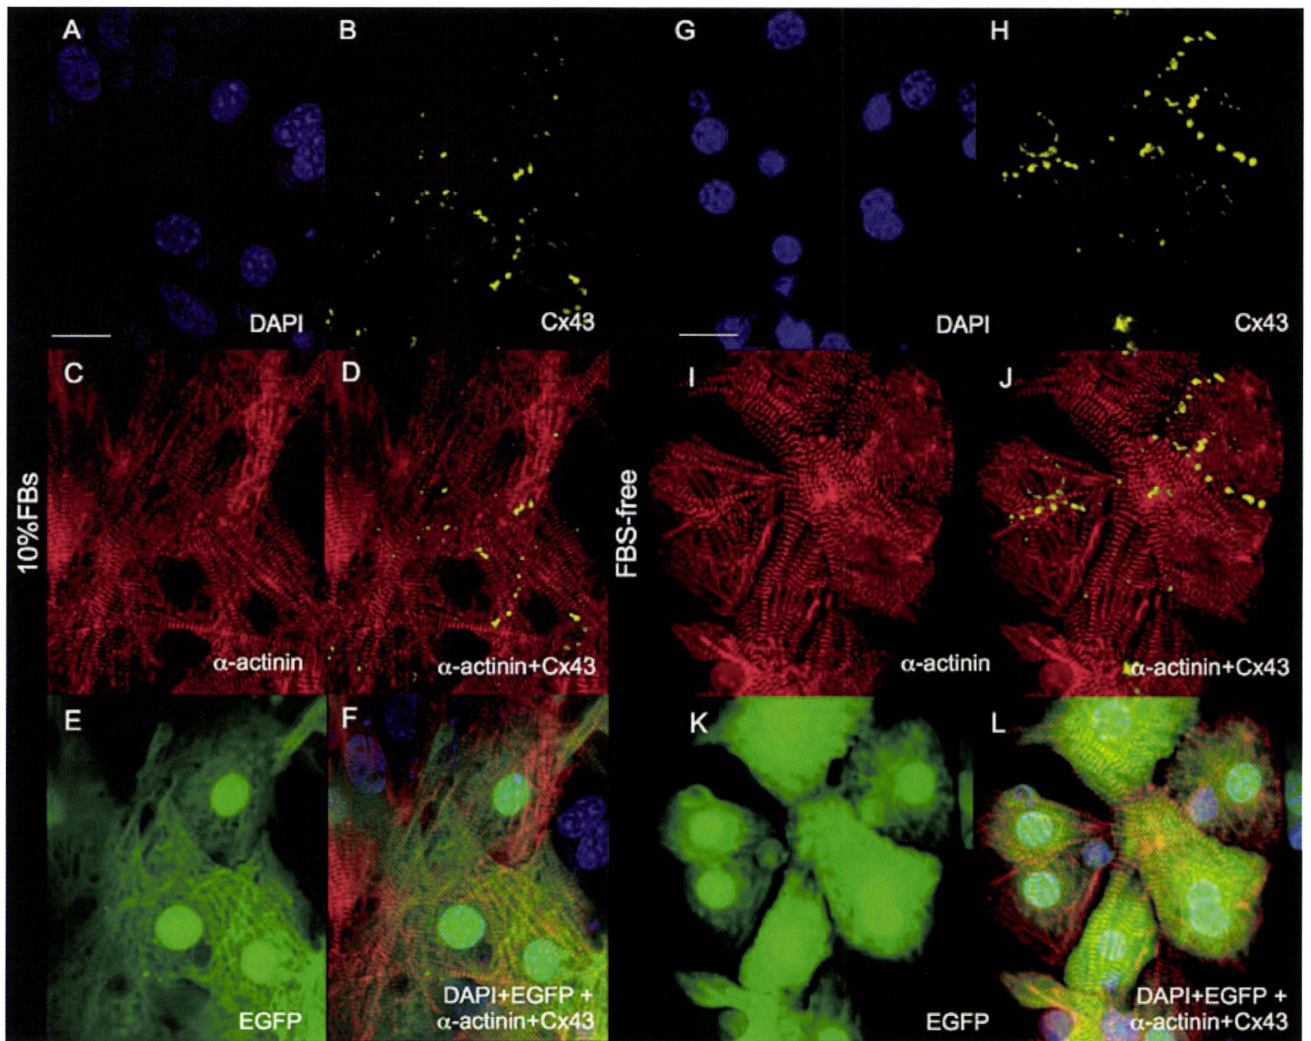 A
B
G
H
DAPI
Cx43
DAPI
Cx43
10%FBs
C
D
FBS-free
I
J
α-actinin
α-actinin+Cx43
α-actinin
α-actinin+Cx43
E
F
K
L
EGFP
DAPI+EGFP +
α-actinin+Cx43
EGFP
DAPI+EGFP +
α-actinin+Cx43